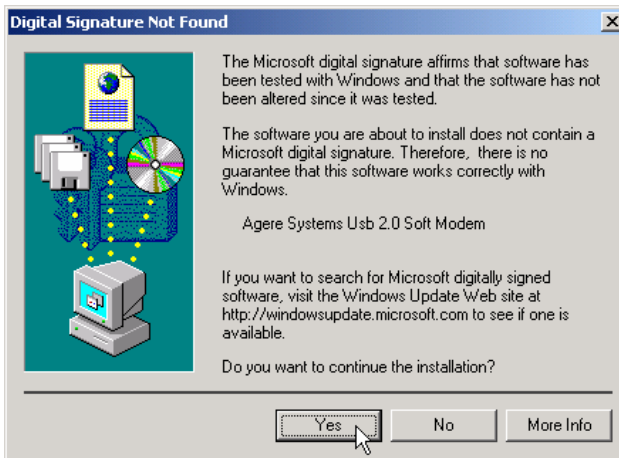 Digital Signature Not Found
The Microsoft digital signature affirms that software has
been tested with Windows and that the software has not
been altered since it was tested.
The software you are about to install does not contain a
Microsoft digital signature. Therefore, there is no
guarantee that this software works correctly with
Windows.
Agere Systems Usb 2.0 Soft Modem
If you want to search for Microsoft digitally signed
software, visit the Windows Update Web site at
http://windowsupdate.microsoft.com to see if one is
available.
Do you want to continue the installation?
Yes
No
More Info